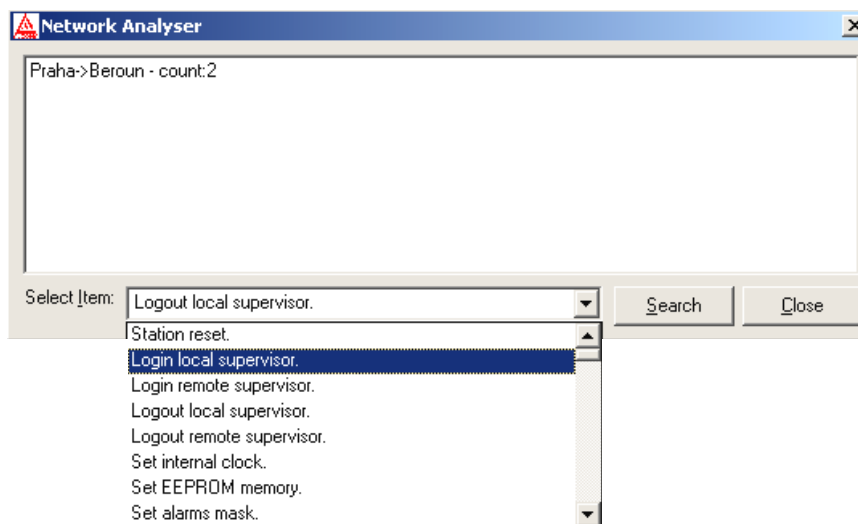 Network Analyser
Praha->Beroun - count:2
Select Item: Logout local supervisor. Search Close
Station reset.
Login local supervisor.
Login remote supervisor.
Logout local supervisor.
Logout remote supervisor.
Set internal clock.
Set EEPROM memory.
Set alarms mask.